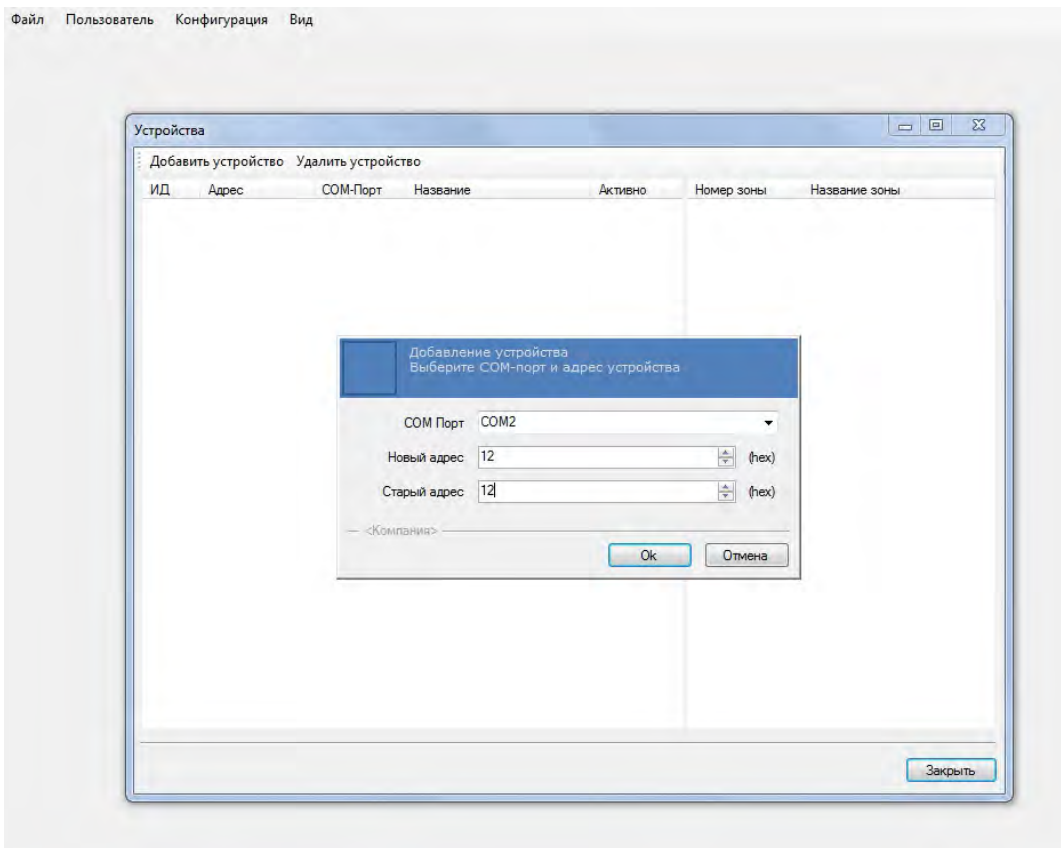 Файл Пользователь Конфигурация Вид
Устройства
Добавить устройство Удалить устройство
ИД Адрес COM-Порт Название Активно Номер зоны Название зоны
Добавление устройства
Выберите COM-порт и адрес устройства
COM Порт COM2
Новый адрес 12 (hex)
Старый адрес 12 (hex)
<Компания>
Ok Отмена
Закрыть